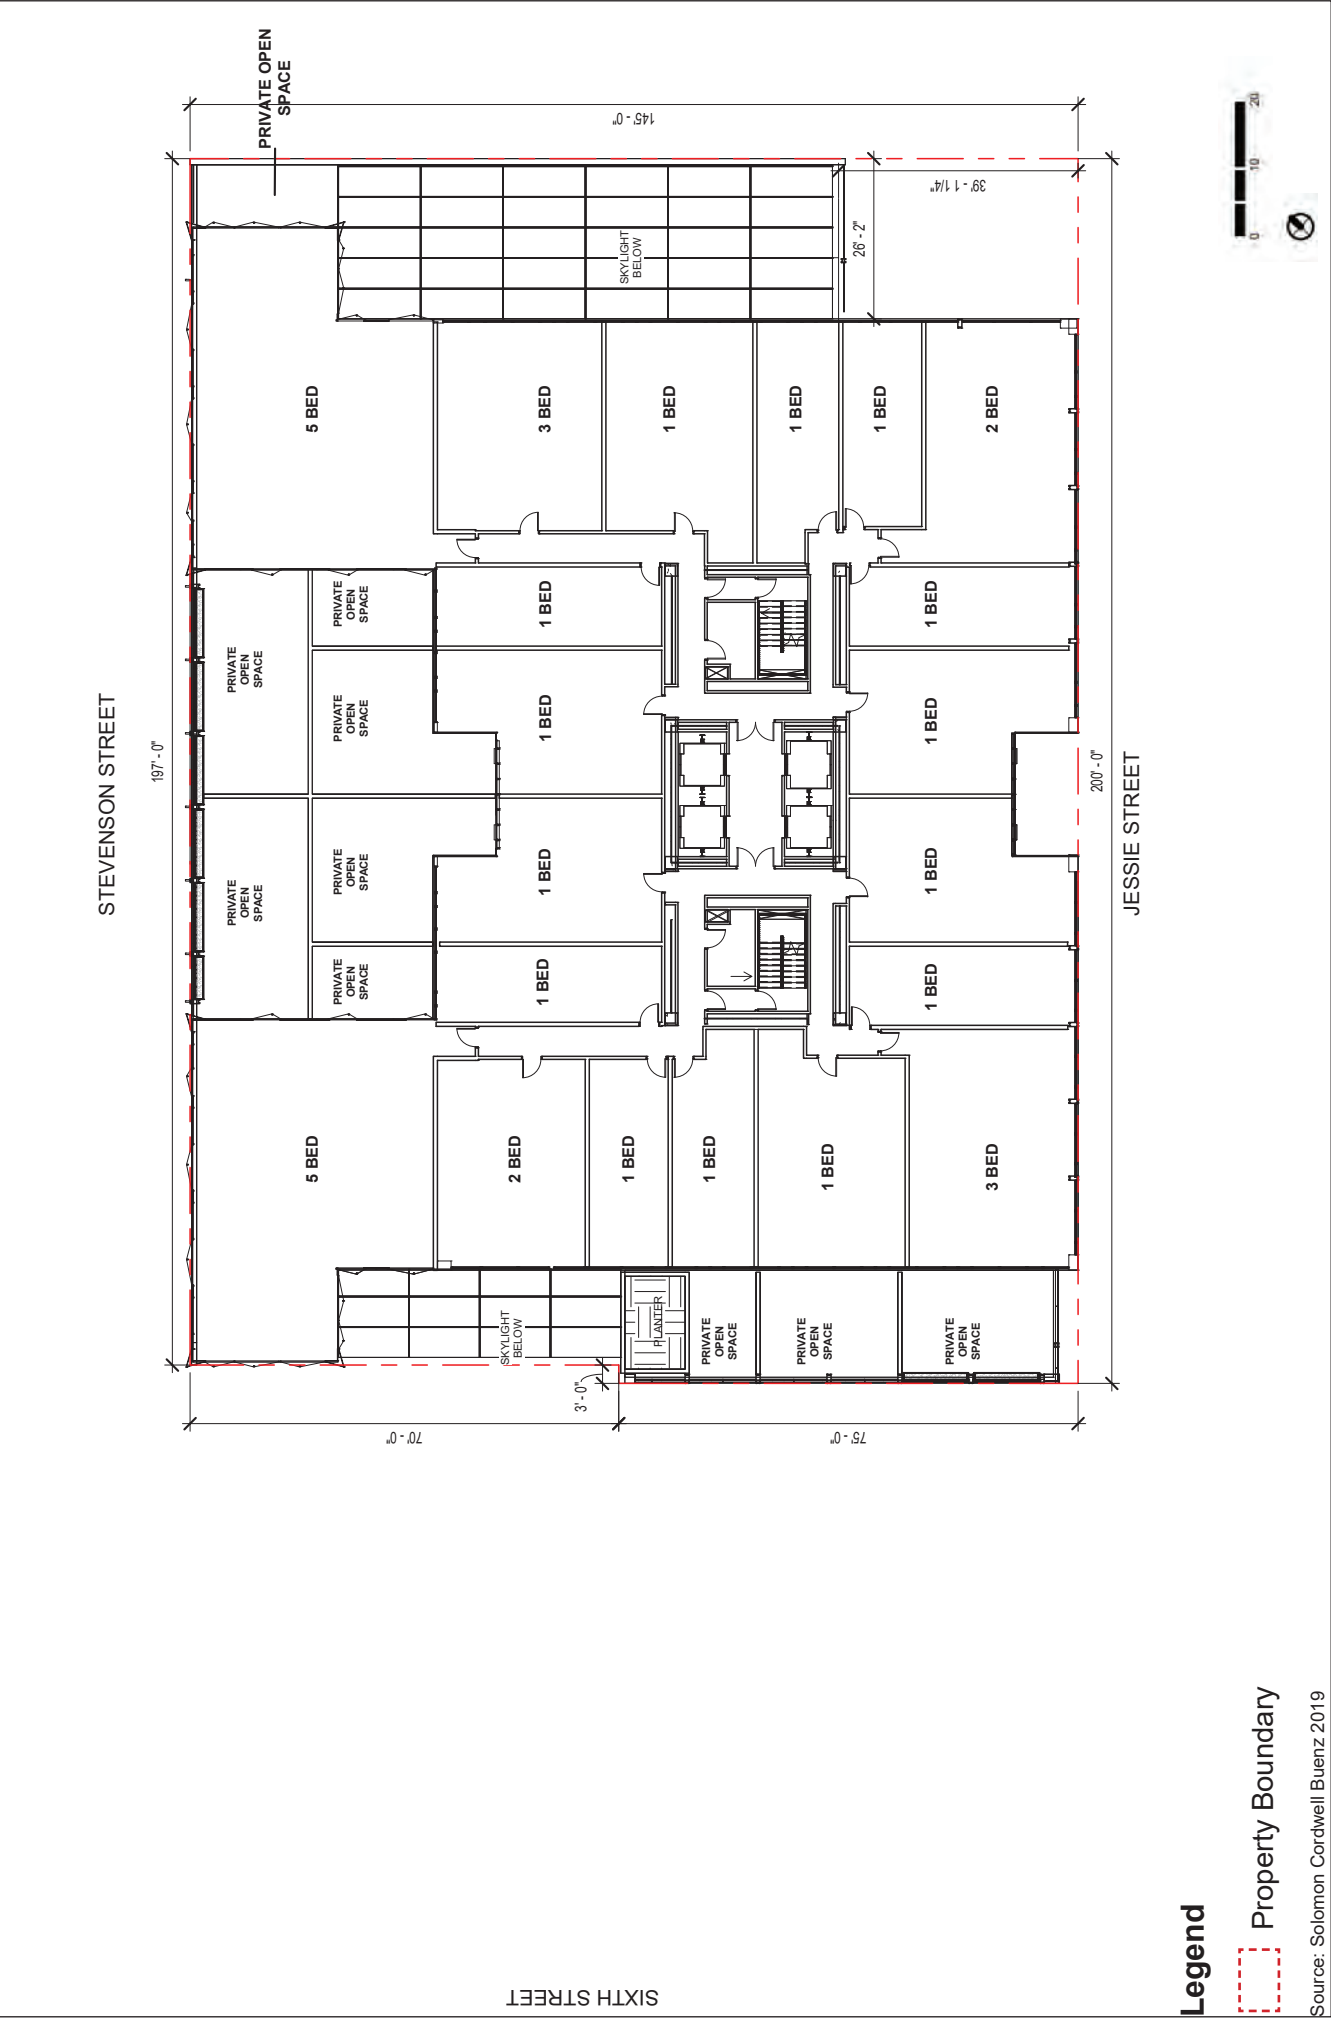 STEVENSON STREET
197' - 0"
PRIVATE OPEN
SPACE
145' - 0"
39' - 1 1/4"
26' - 2"
SKYLIGHT
BELOW
5 BED
3 BED
1 BED
1 BED
1 BED
2 BED
PRIVATE
OPEN
SPACE
PRIVATE
OPEN
SPACE
PRIVATE
OPEN
SPACE
1 BED
1 BED
1 BED
1 BED
PRIVATE
OPEN
SPACE
PRIVATE
OPEN
SPACE
PRIVATE
OPEN
SPACE
1 BED
1 BED
1 BED
1 BED
5 BED
2 BED
1 BED
1 BED
1 BED
3 BED
SKYLIGHT
BELOW
PLANTER
PRIVATE
OPEN
SPACE
PRIVATE
OPEN
SPACE
PRIVATE
OPEN
SPACE
3' - 0"
70' - 0"
75' - 0"
200' - 0"
JESSIE STREET
SIXTH STREET
0 10 20
Legend
Property Boundary
Source: Solomon Cordwell Buenz 2019